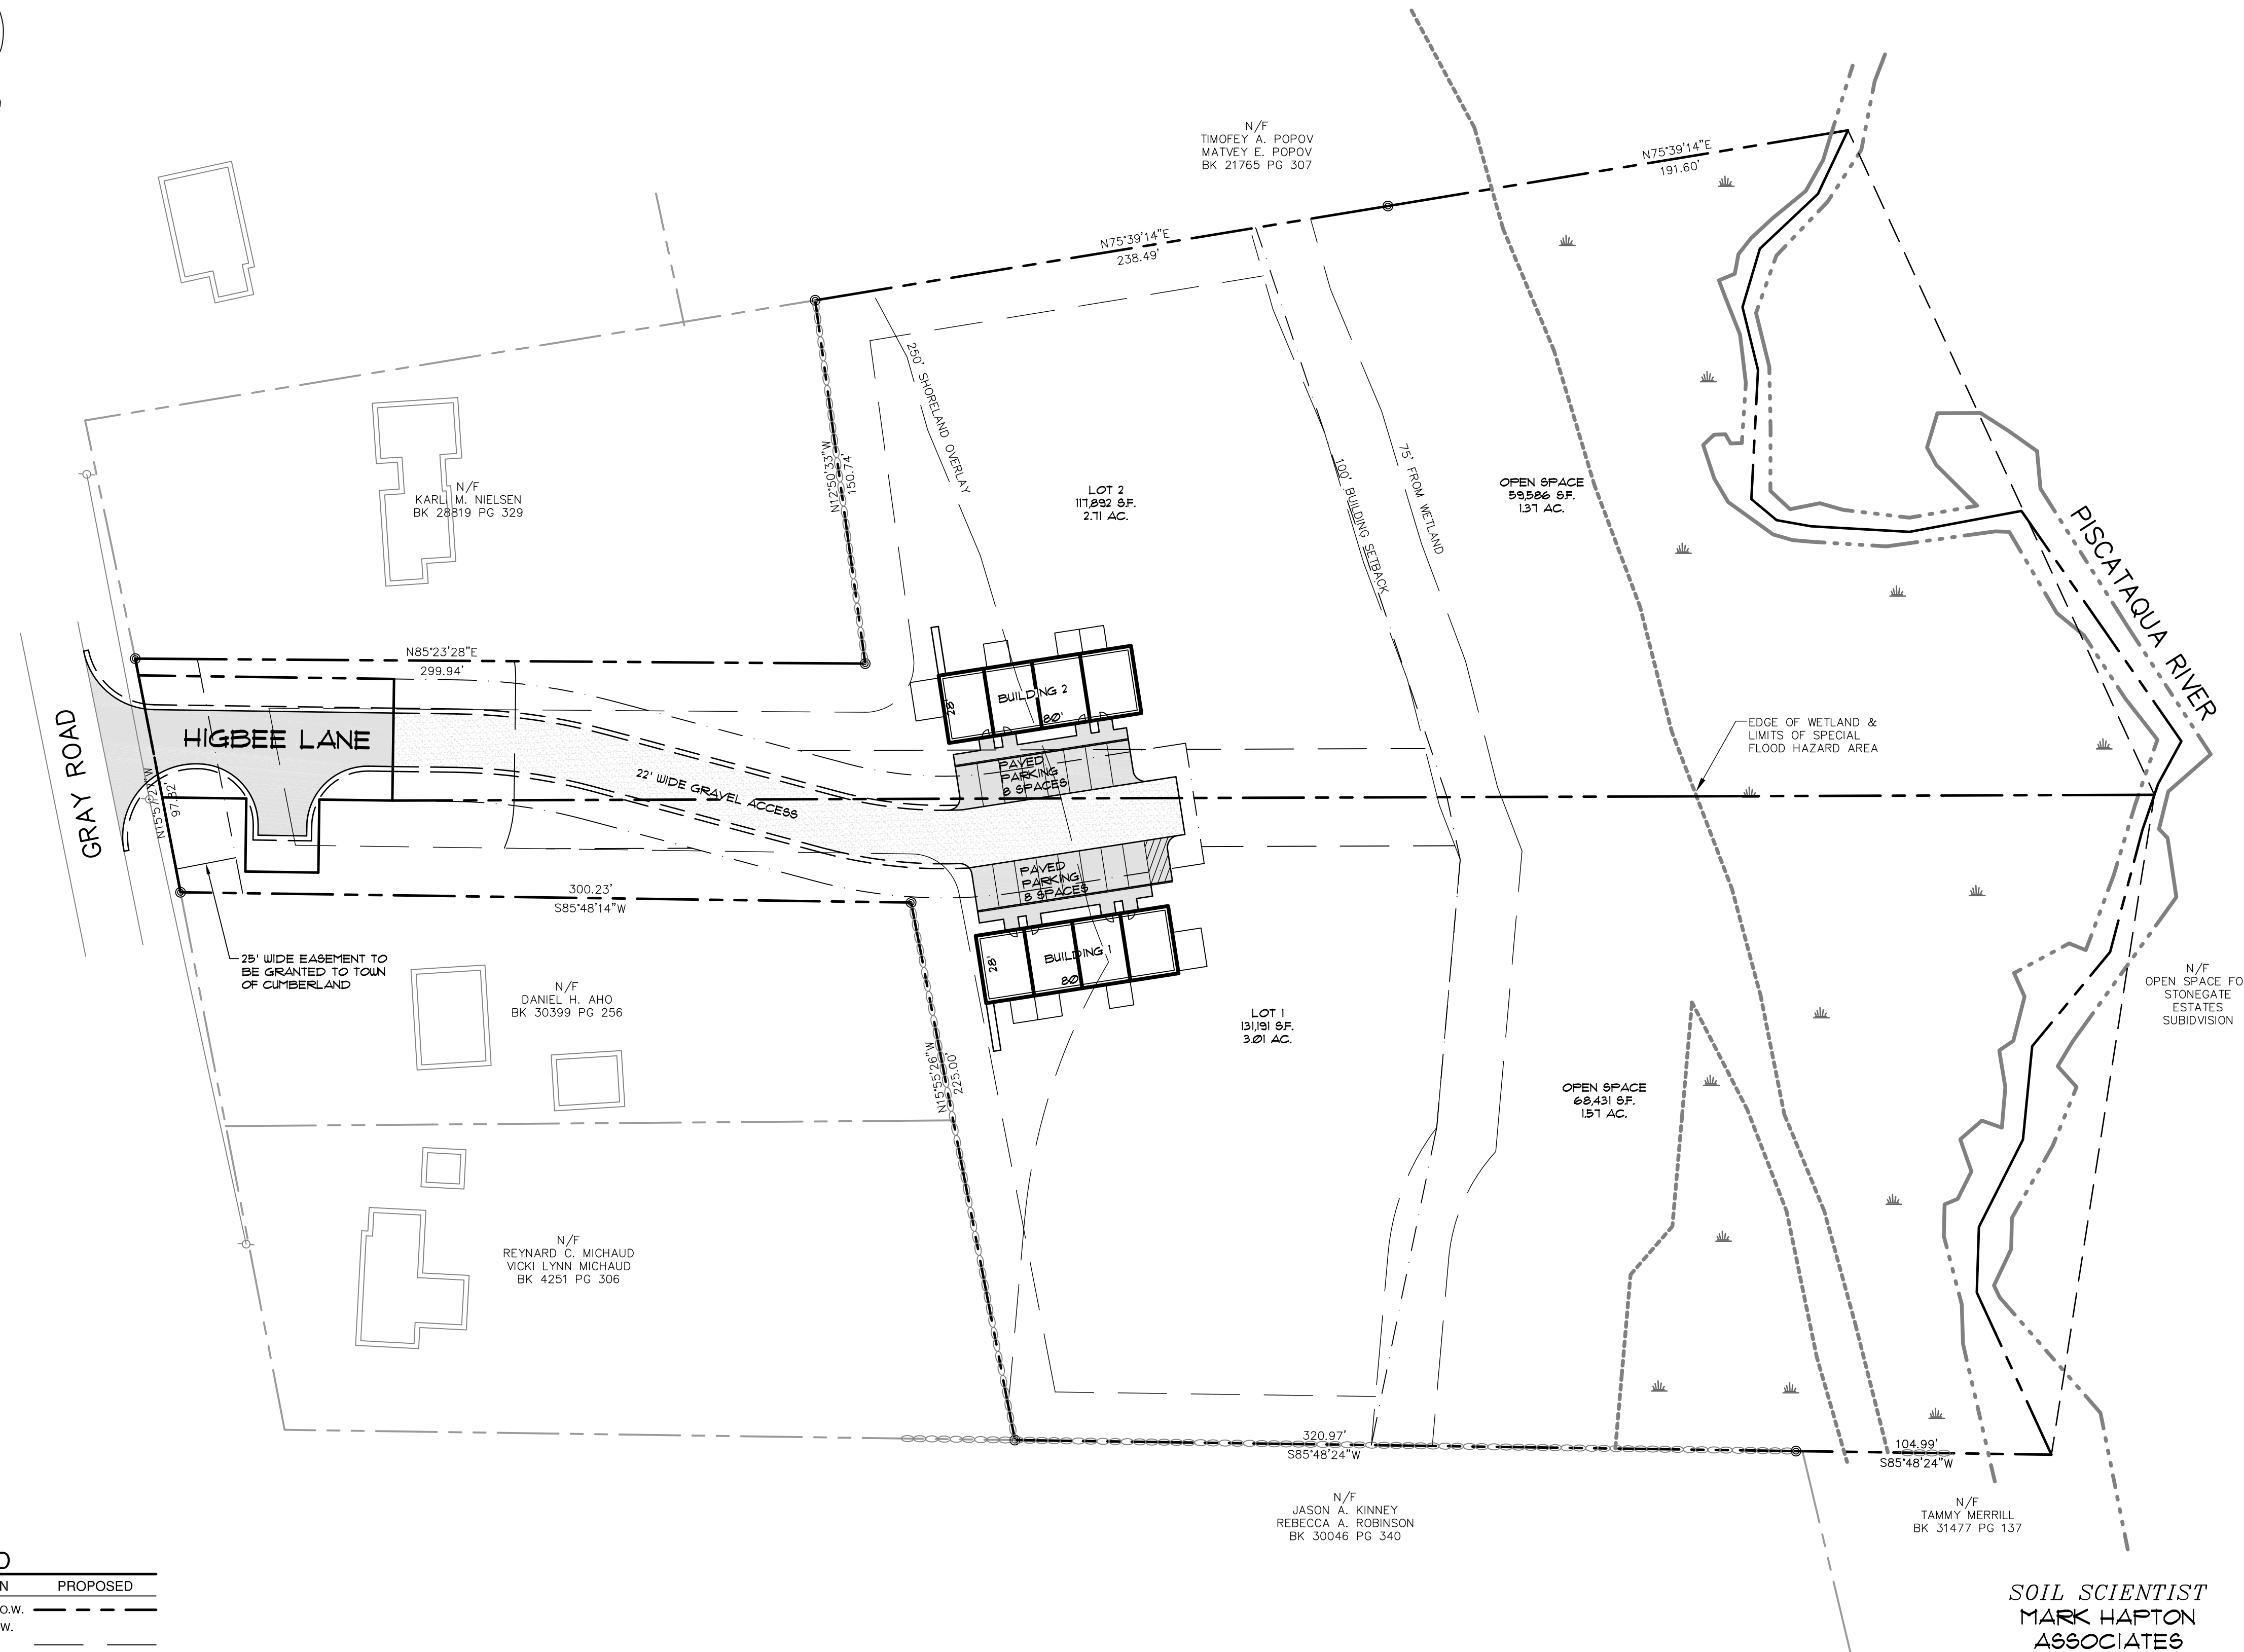 N/F
TIMOFEY A. POPOV
MATVEY E. POPOV
BK 21765 PG 307
N75°39'14"E
191.60'
N75°39'14"E
238.49'
250' SHORELAND OVERLAY
N12°50'33"W
150.74'
N/F
KARL M. NIELSEN
BK 28819 PG 329
LOT 2
117,892 S.F.
2.71 AC.
100' BUILDING SETBACK
75' FROM WETLAND
OPEN SPACE
59,586 S.F.
1.37 AC.
PISCATAQUA RIVER
N85°23'28"E
299.94'
GRAY ROAD
HIGBEE LANE
97.82'
22' WIDE GRAVEL ACCESS
BUILDING 2
28'
80'
PAVED
PARKING
8 SPACES
EDGE OF WETLAND &
LIMITS OF SPECIAL
FLOOD HAZARD AREA
PAVED
PARKING
8 SPACES
300.23'
S85°48'14"W
25' WIDE EASEMENT TO
BE GRANTED TO TOWN
OF CUMBERLAND
BUILDING 1
28'
80'
N/F
DANIEL H. AHO
BK 30399 PG 256
N15°55'26"W
225.00'
LOT 1
131,191 S.F.
3.01 AC.
OPEN SPACE
68,431 S.F.
1.57 AC.
N/F
OPEN SPACE FO
STONEGATE
ESTATES
SUBIDVISION
N/F
REYNARD C. MICHAUD
VICKI LYNN MICHAUD
BK 4251 PG 306
320.97'
S85°48'24"W
104.99'
S85°48'24"W
N/F
JASON A. KINNEY
REBECCA A. ROBINSON
BK 30046 PG 340
N/F
TAMMY MERRILL
BK 31477 PG 137
D
N PROPOSED
O.W.
W.
SOIL SCIENTIST
MARK HAPTON
ASSOCIATES